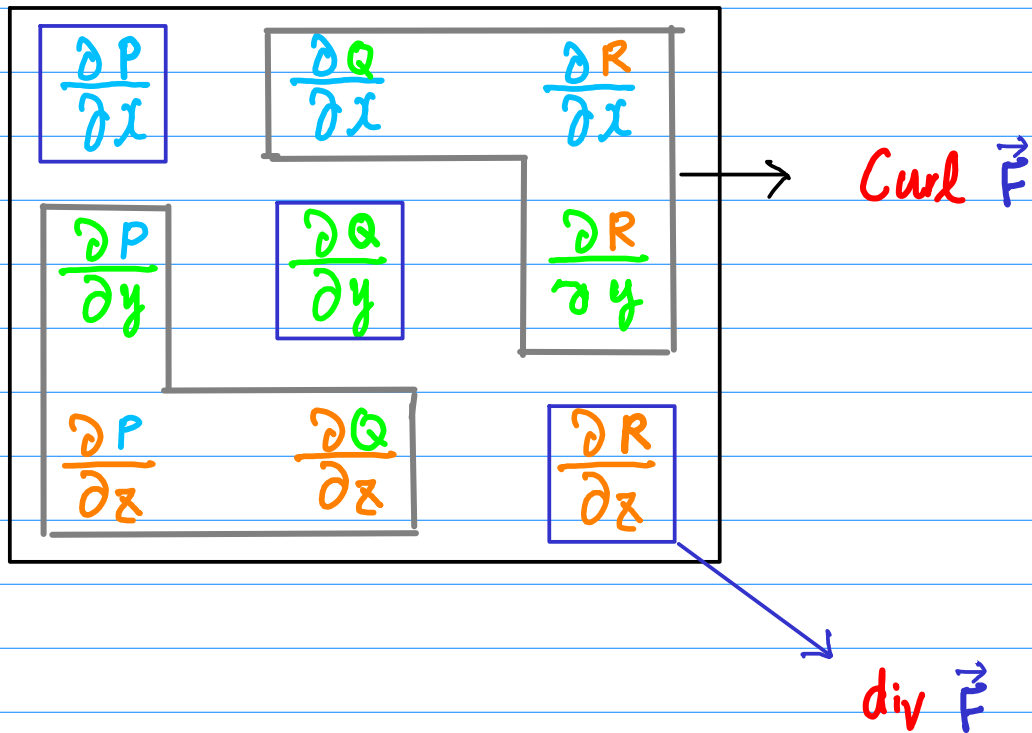 ∂P/∂x ∂Q/∂x ∂R/∂x
Curl F⃗
∂P/∂y ∂Q/∂y ∂R/∂y
∂P/∂z ∂Q/∂z ∂R/∂z
div F⃗